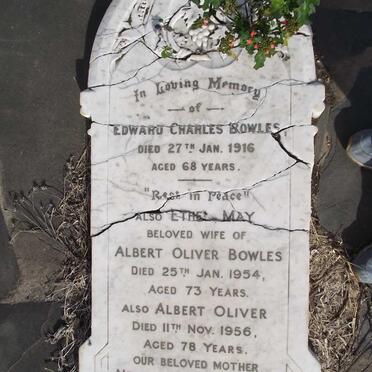 In Loving Memory
of
EDWARD CHARLES BOWLES,
DIED 27TH JAN. 1916
AGED 68 YEARS.
"Rest in Peace"
ALSO ETHEL MAY
BELOVED WIFE OF
ALBERT OLIVER BOWLES
DIED 25TH JAN. 1954,
AGED 73 YEARS.
ALSO ALBERT OLIVER
DIED 11TH NOV. 1956,
AGED 78 YEARS.
OUR BELOVED MOTHER